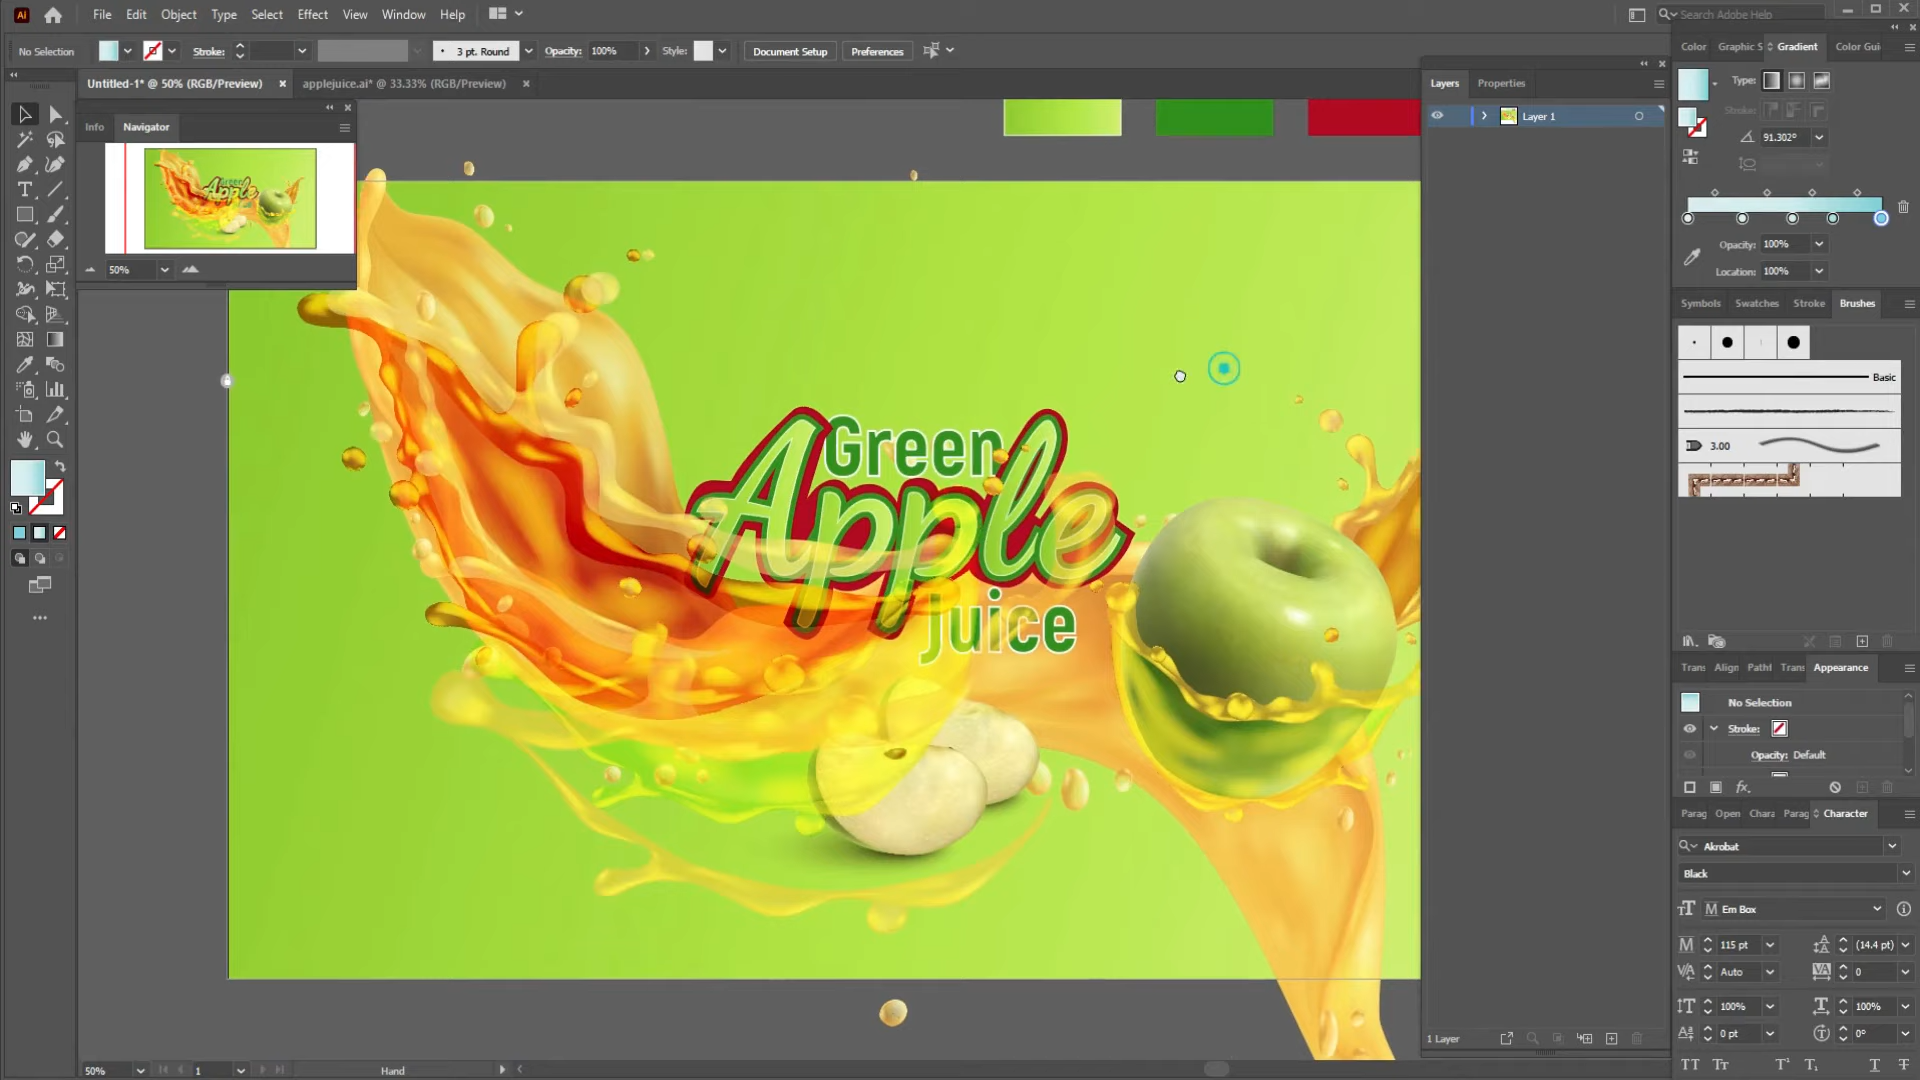 Ai File Edit Object Type Select Effect View Window Help Search Adobe Help
No Selection Stroke: 3 pt. Round Opacity: 100% Style: Document Setup Preferences
Untitled-1* @ 50% (RGB/Preview) × applejuice.ai* @ 33.33% (RGB/Preview) ×
Info Navigator
50%
Green
Apple
Juice
Layers Properties
Layer 1
1 Layer
Color Graphic S Gradient Color Gui
Type:
Stroke:
91.302°
Opacity: 100%
Location: 100%
Symbols Swatches Stroke Brushes
Basic
3.00
Trans Align Pathf Trans Appearance
No Selection
Stroke:
Opacity: Default
fx
Parag Open Chara Parag Character
Akrobat
Black
Em Box
115 pt (14.4 pt)
Auto 0
100% 100%
0 pt 0°
50% 1 Hand